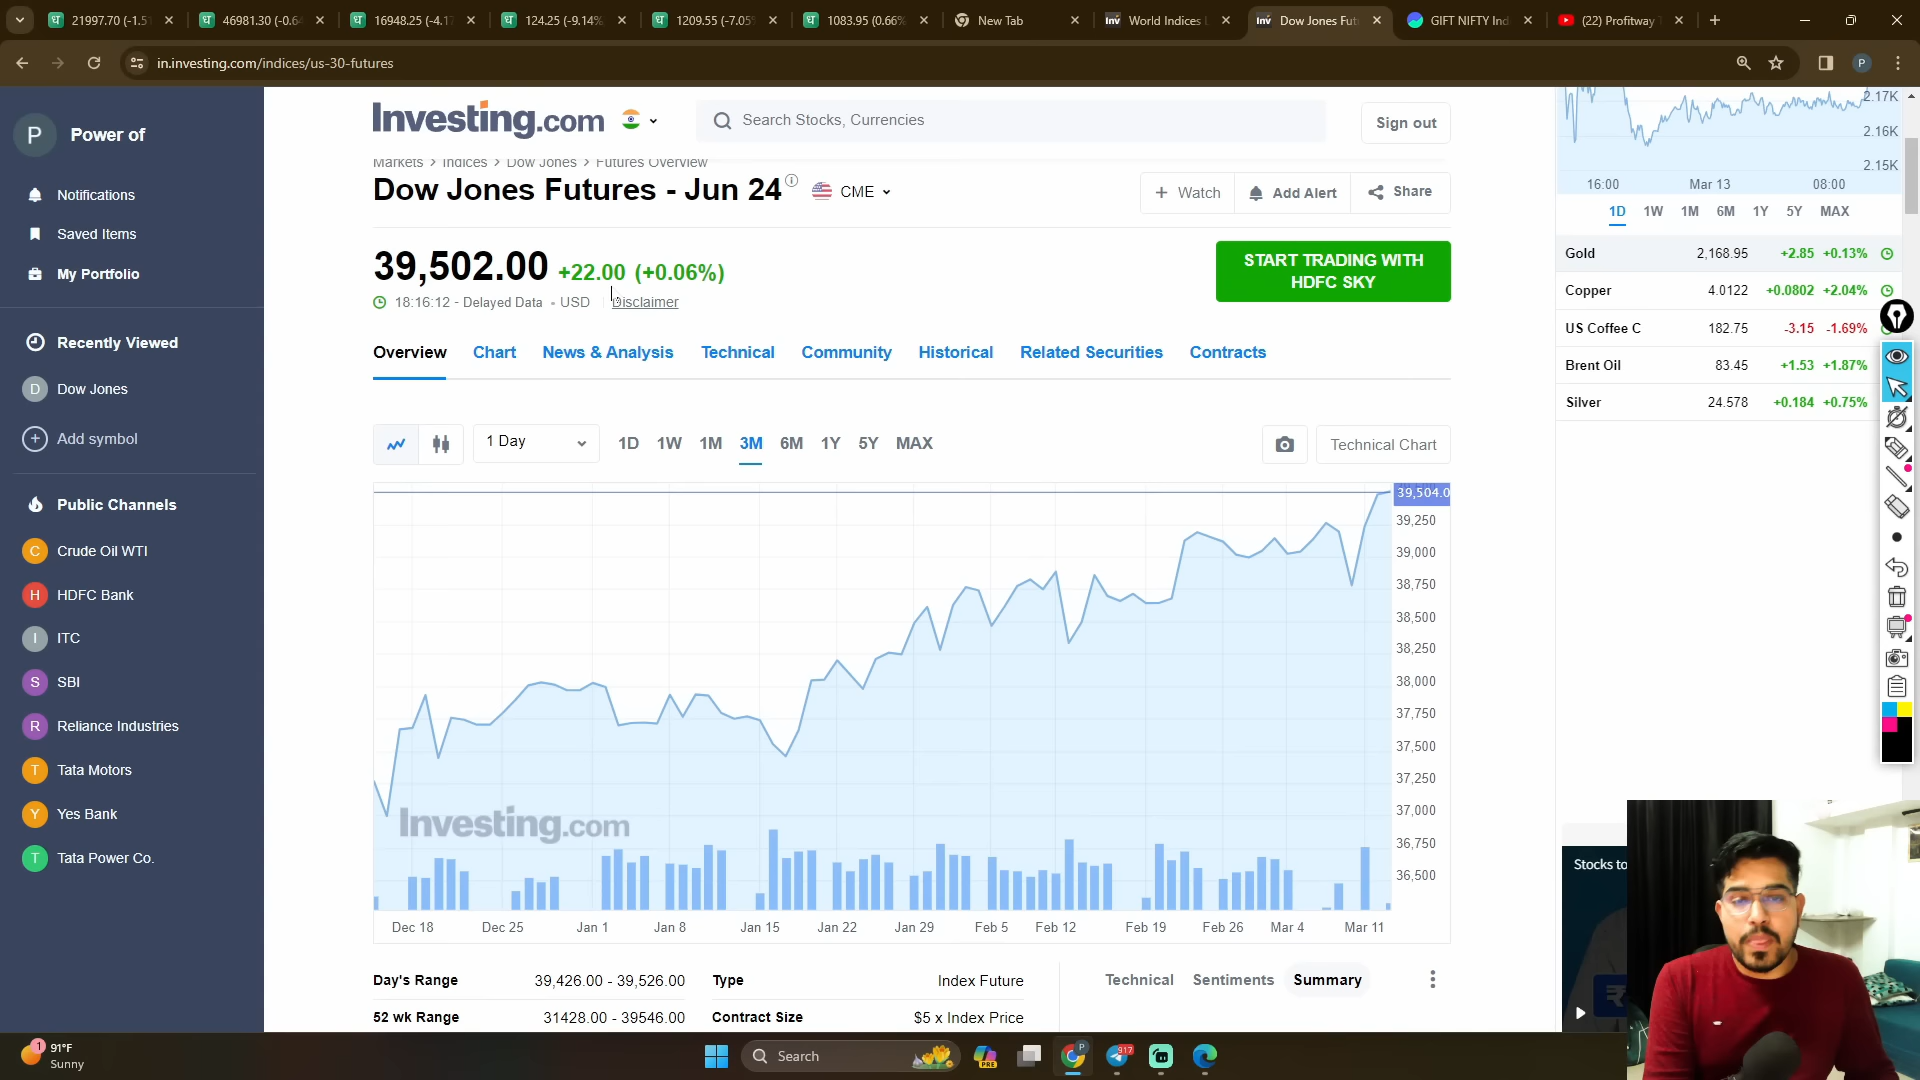 21997.70 (-1.5
46981.30 (-0.6
16948.25 (-4.1
124.25 (-9.14%
1209.55 (-7.05
1083.95 (0.66%
New Tab
Inv World Indices
Inv Dow Jones Fut
GIFT NIFTY Ind
(22) Profitway
in.investing.com/indices/us-30-futures
P
P Power of
Notifications
Saved Items
My Portfolio
Recently Viewed
D Dow Jones
Add symbol
Public Channels
C Crude Oil WTI
H HDFC Bank
I ITC
S SBI
R Reliance Industries
T Tata Motors
Y Yes Bank
T Tata Power Co.
Investing.com
Search Stocks, Currencies
Sign out
Markets > Indices > Dow Jones > Futures Overview
Dow Jones Futures - Jun 24
CME
+ Watch
Add Alert
Share
39,502.00 +22.00 (+0.06%)
18:16:12 - Delayed Data • USD Disclaimer
START TRADING WITH
HDFC SKY
Overview Chart News & Analysis Technical Community Historical Related Securities Contracts
1 Day
1D 1W 1M 3M 6M 1Y 5Y MAX
Technical Chart
39,504.0
39,250
39,000
38,750
38,500
38,250
38,000
37,750
37,500
37,250
37,000
36,750
36,500
Investing.com
Dec 18 Dec 25 Jan 1 Jan 8 Jan 15 Jan 22 Jan 29 Feb 5 Feb 12 Feb 19 Feb 26 Mar 4 Mar 11
Day's Range 39,426.00 - 39,526.00
Type Index Future
52 wk Range 31428.00 - 39546.00
Contract Size $5 x Index Price
Technical Sentiments Summary
2.17K
2.16K
2.15K
16:00 Mar 13 08:00
1D 1W 1M 6M 1Y 5Y MAX
Gold 2,168.95 +2.85 +0.13%
Copper 4.0122 +0.0802 +2.04%
US Coffee C 182.75 -3.15 -1.69%
Brent Oil 83.45 +1.53 +1.87%
Silver 24.578 +0.184 +0.75%
Stocks to
₹
1
91°F
Sunny
Search
PRE
P
917